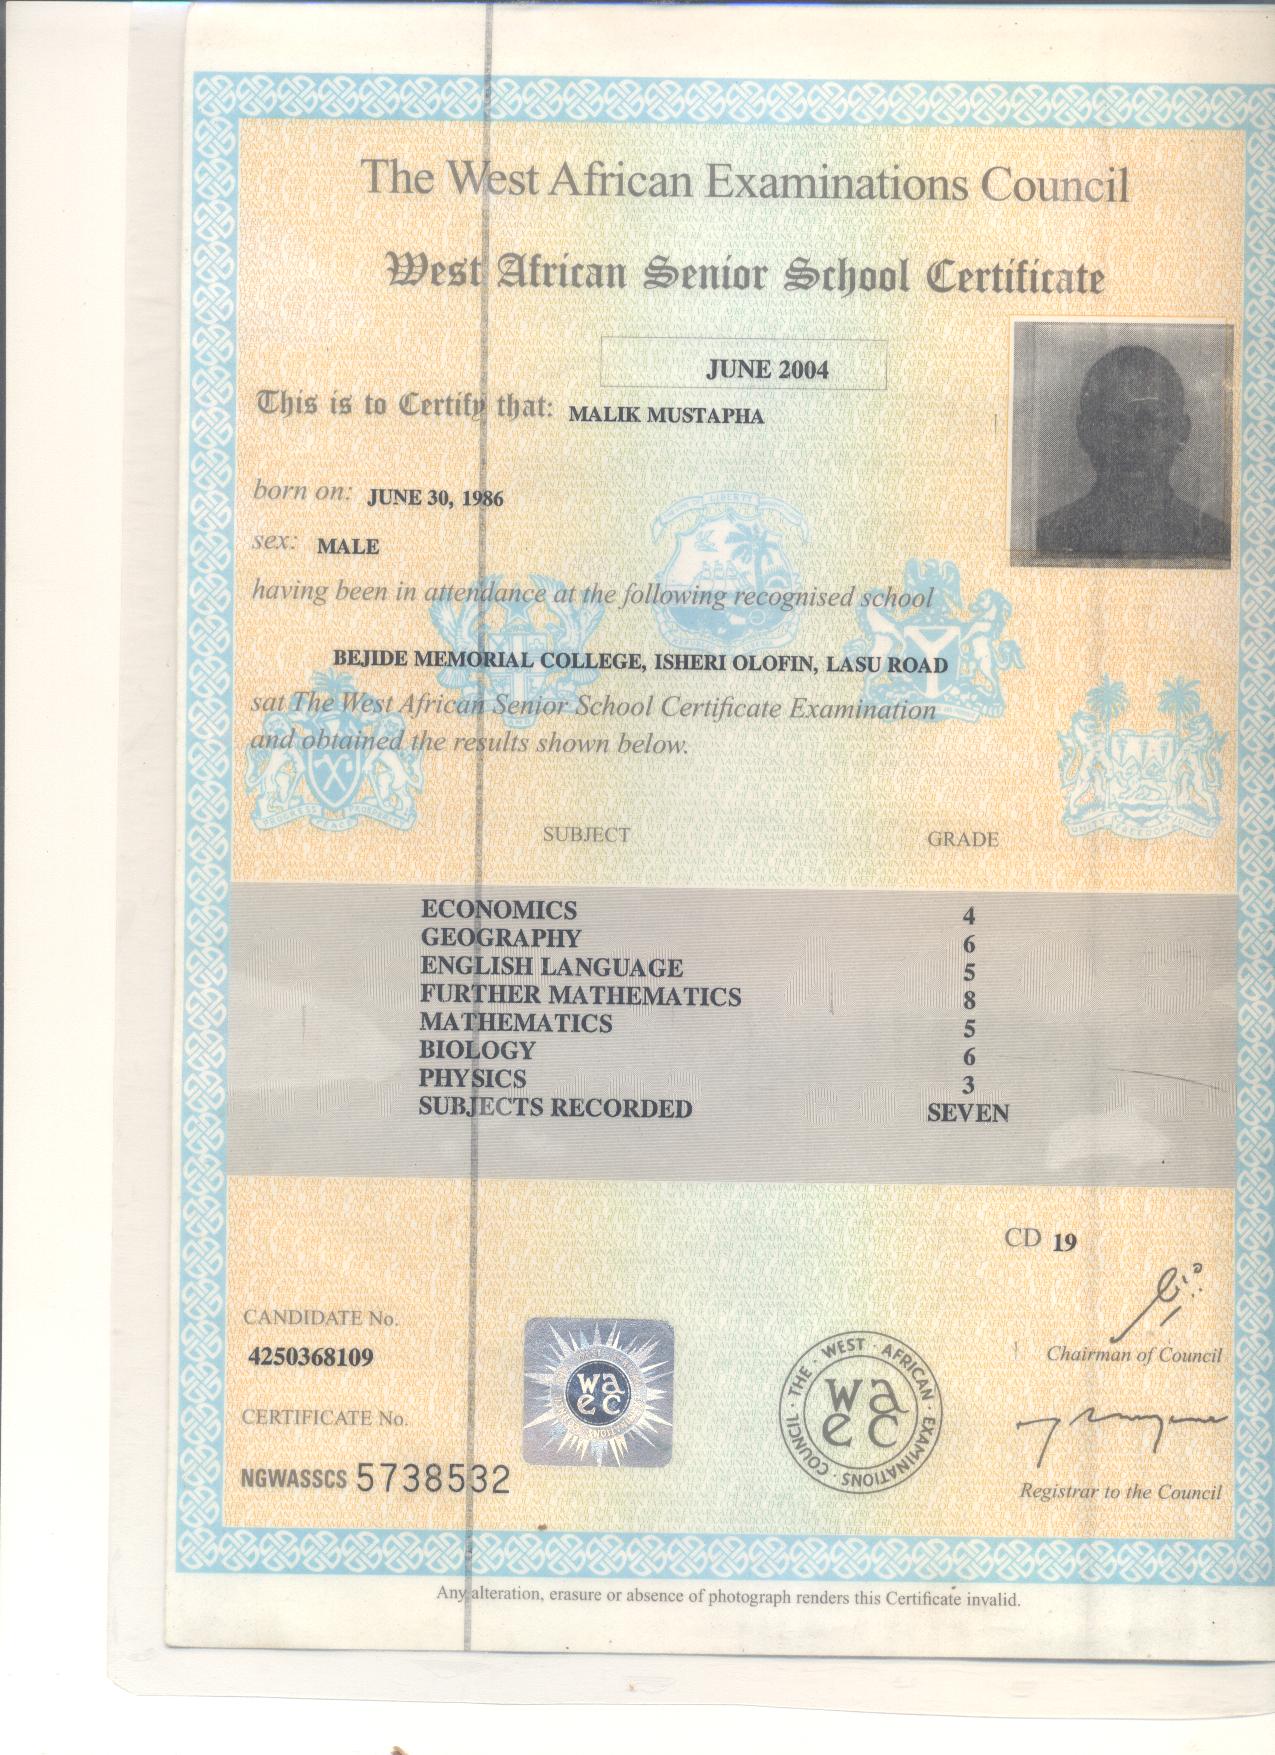 The West African Examinations Council
West African Senior School Certificate
JUNE 2004
This is to Certify that: MALIK MUSTAPHA
born on: JUNE 30, 1986
sex: MALE
having been in attendance at the following recognised school
BEJIDE MEMORIAL COLLEGE, ISHERI OLOFIN, LASU ROAD
sat The West African Senior School Certificate Examination
and obtained the results shown below.
SUBJECT GRADE
ECONOMICS 4
GEOGRAPHY 6
ENGLISH LANGUAGE 5
FURTHER MATHEMATICS 8
MATHEMATICS 5
BIOLOGY 6
PHYSICS 3
SUBJECTS RECORDED SEVEN
CD 19
CANDIDATE No.
4250368109
Chairman of Council
CERTIFICATE No.
NGWASSCS 5738532
waec
THE · WEST · AFRICAN · EXAMINATIONS · COUNCIL
waec
Registrar to the Council
Any alteration, erasure or absence of photograph renders this Certificate invalid.